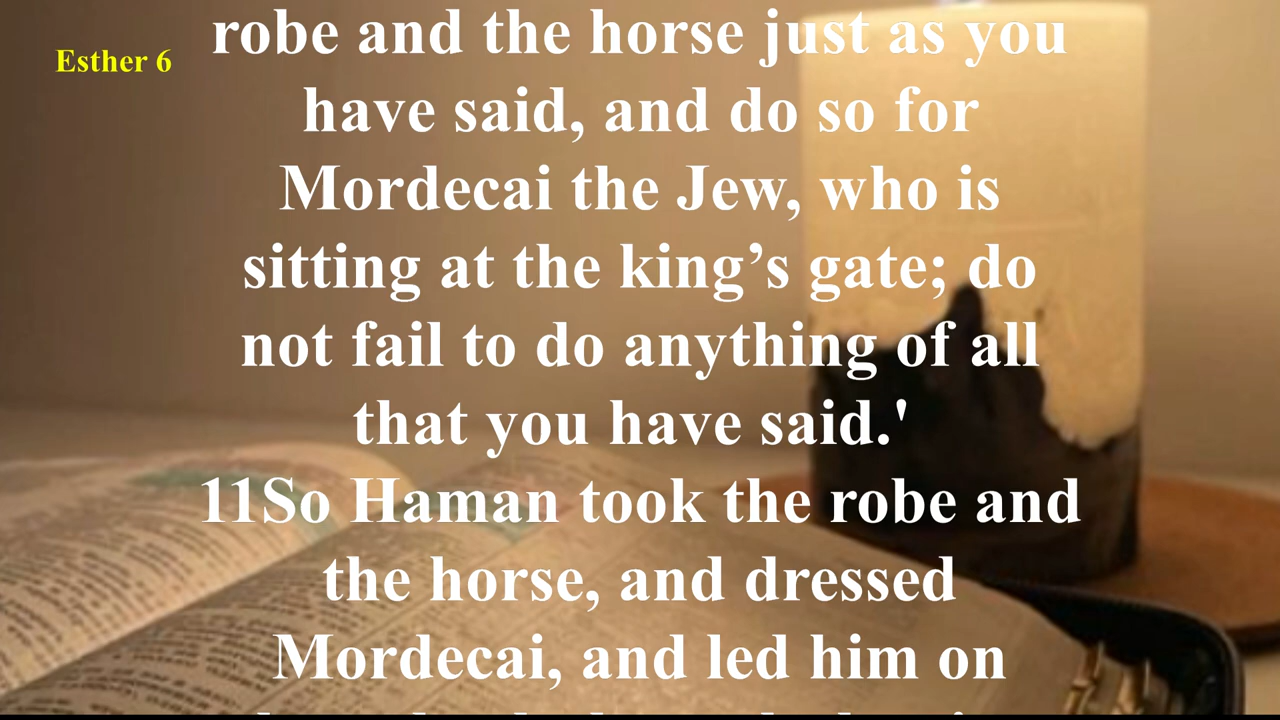 Esther 6
robe and the horse just as you
have said, and do so for
Mordecai the Jew, who is
sitting at the king’s gate; do
not fail to do anything of all
that you have said.'
11So Haman took the robe and
the horse, and dressed
Mordecai, and led him on